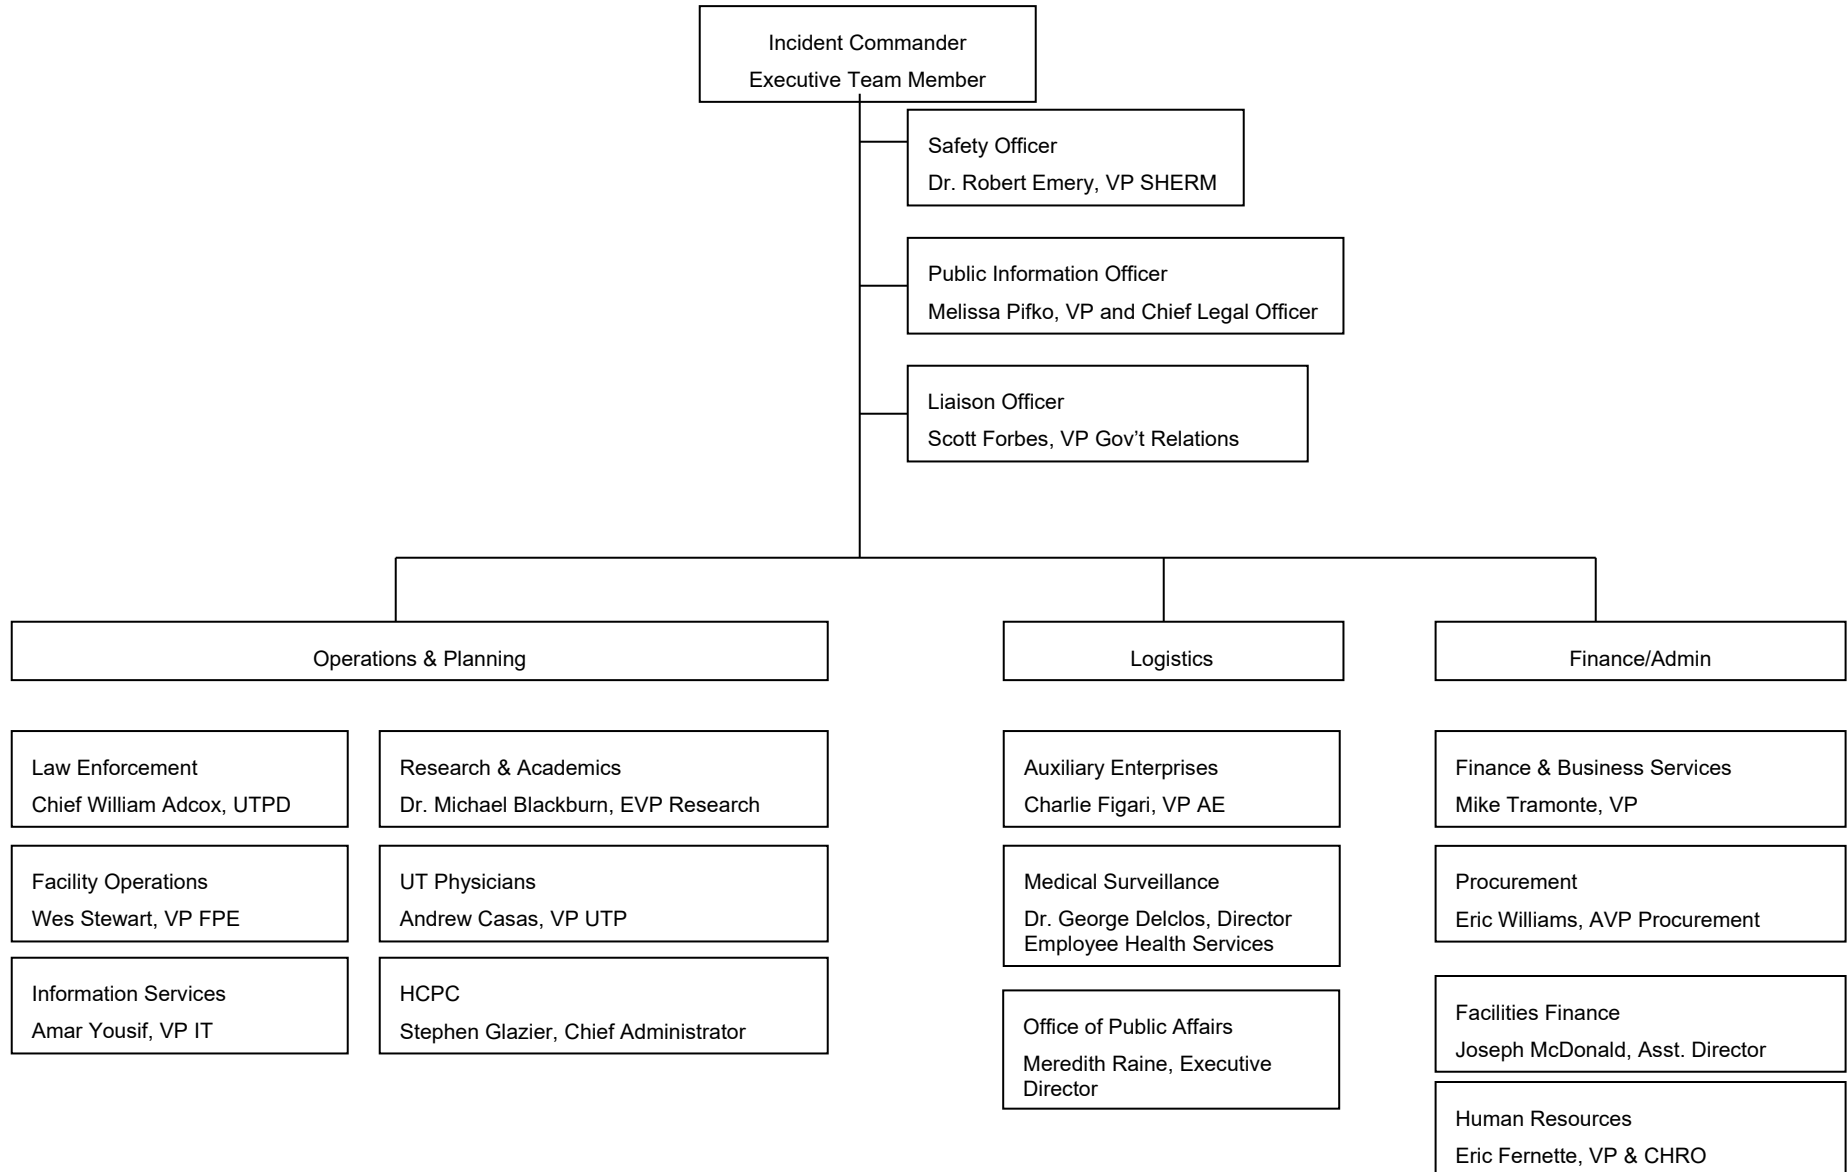 Incident Commander
Executive Team Member
Safety Officer
Dr. Robert Emery, VP SHERM
Public Information Officer
Melissa Pifko, VP and Chief Legal Officer
Liaison Officer
Scott Forbes, VP Gov’t Relations
Operations & Planning
Law Enforcement
Chief William Adcox, UTPD
Facility Operations
Wes Stewart, VP FPE
Information Services
Amar Yousif, VP IT
Research & Academics
Dr. Michael Blackburn, EVP Research
UT Physicians
Andrew Casas, VP UTP
HCPC
Stephen Glazier, Chief Administrator
Logistics
Auxiliary Enterprises
Charlie Figari, VP AE
Medical Surveillance
Dr. George Delclos, Director
Employee Health Services
Office of Public Affairs
Meredith Raine, Executive
Director
Finance/Admin
Finance & Business Services
Mike Tramonte, VP
Procurement
Eric Williams, AVP Procurement
Facilities Finance
Joseph McDonald, Asst. Director
Human Resources
Eric Fernette, VP & CHRO